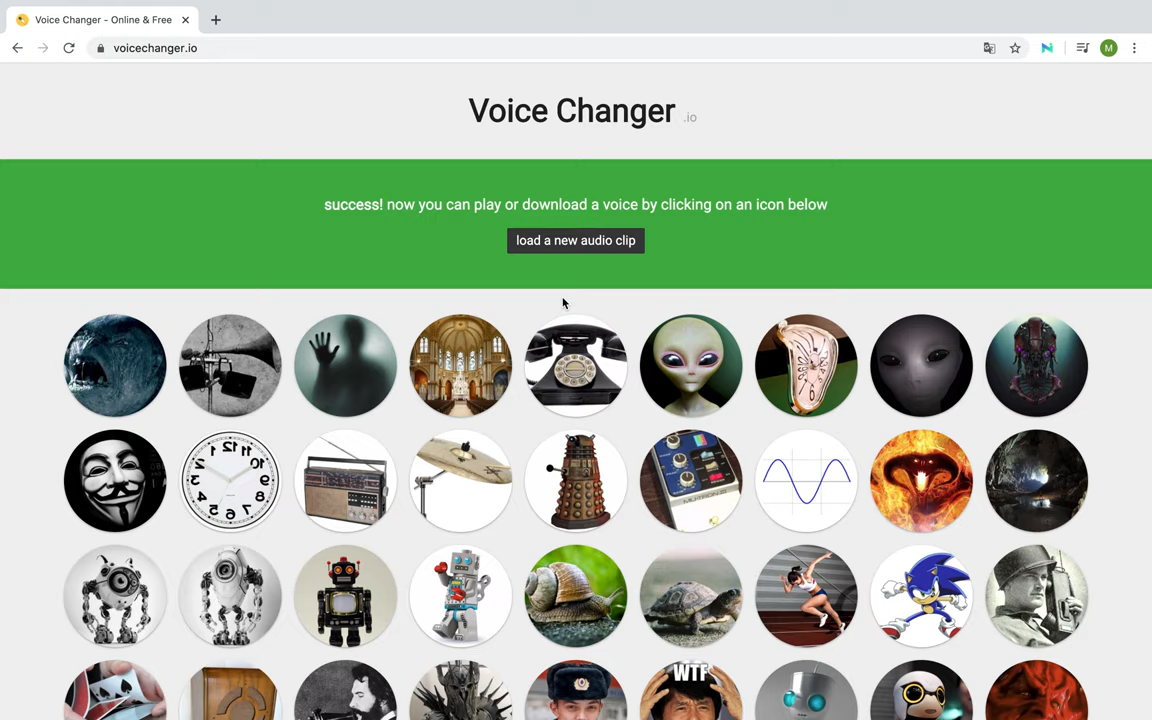 Voice Changer - Online & Free
voicechanger.io
M
Voice Changer .io
success! now you can play or download a voice by clicking on an icon below
load a new audio clip
WTF